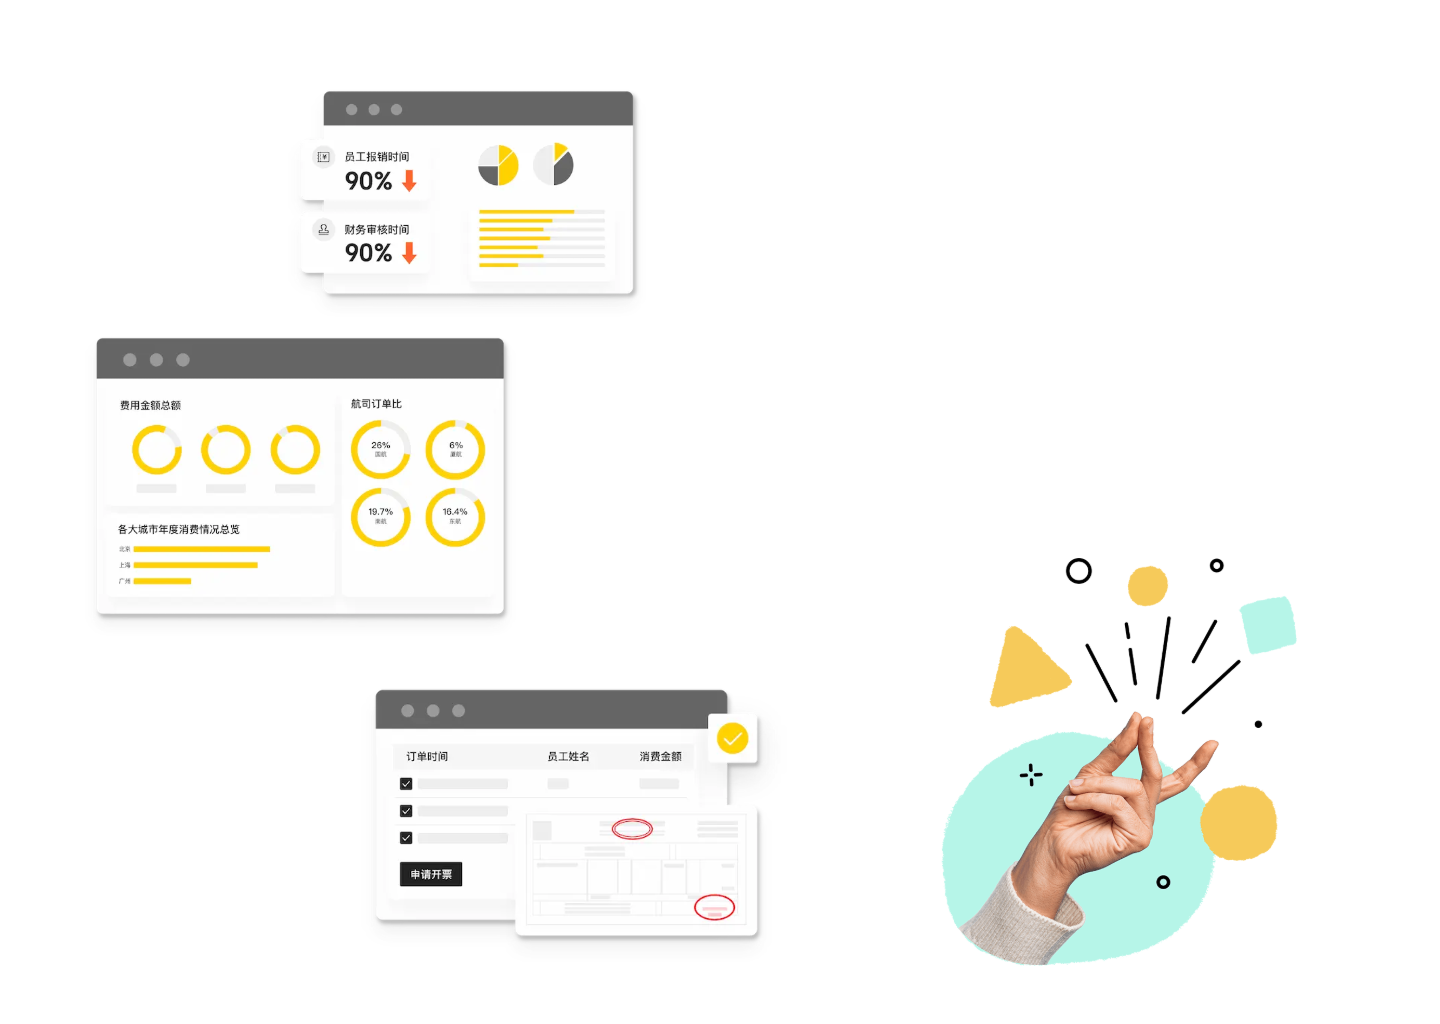 员工报销时间
90%
财务审核时间
90%
费用金额总额
航司订单比
26%
国航
6%
厦航
19.7%
南航
16.4%
东航
各大城市年度消费情况总览
北京
上海
广州
订单时间 员工姓名 消费金额
申请开票